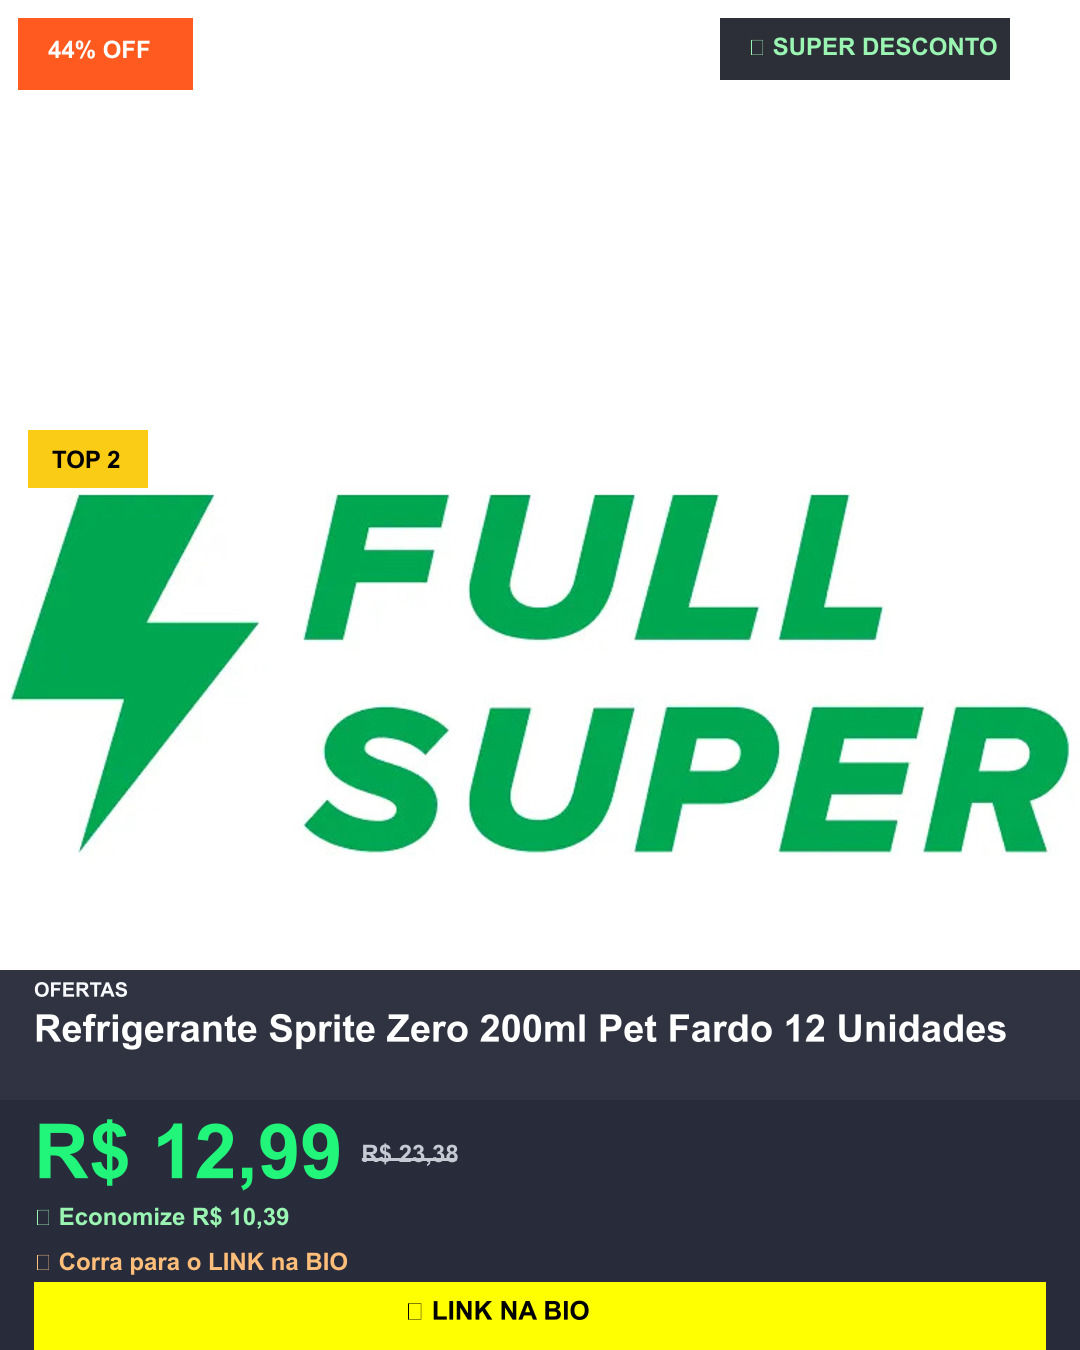 44% OFF
SUPER DESCONTO
TOP 2
FULL
SUPER
OFERTAS
Refrigerante Sprite Zero 200ml Pet Fardo 12 Unidades
R$ 12,99 R$ 23,38
Economize R$ 10,39
Corra para o LINK na BIO
LINK NA BIO